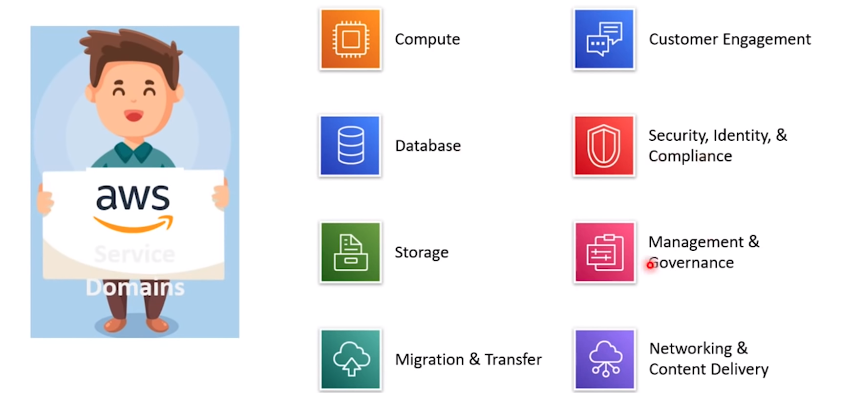 aws
Service
Domains
Compute
Database
Storage
Migration & Transfer
Customer Engagement
Security, Identity, &
Compliance
Management &
Governance
Networking &
Content Delivery